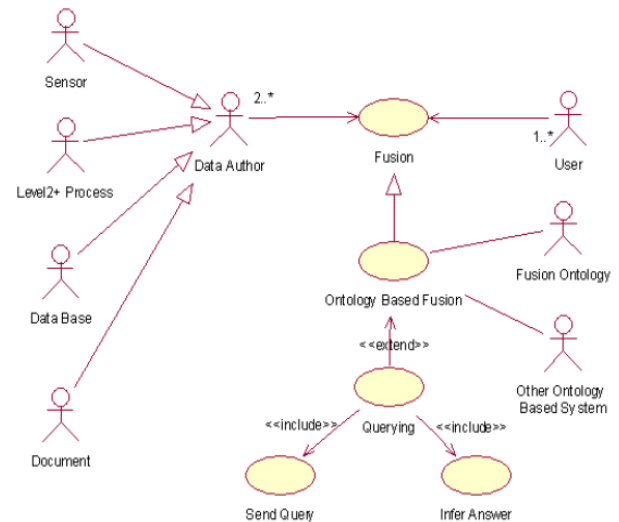 Sensor
2..*
Level2+ Process
Data Author
Fusion
1..*
User
Data Base
Ontology Based Fusion
Fusion Ontology
<<extend>>
Document
<<include>>
Querying
<<include>>
Other Ontology
Based System
Send Query
Infer Answer